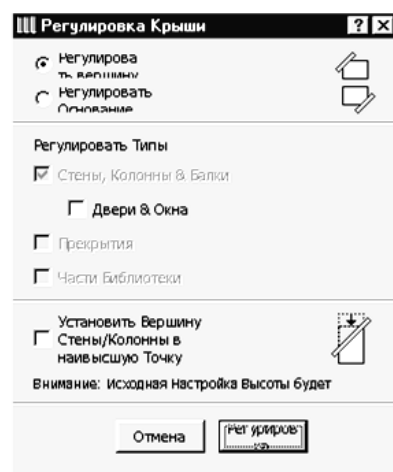 Регулировка Крыши
Регулирова
ть вершину
Регулировать
Основание
Регулировать Типы
Стены, Колонны & Балки
Двери & Окна
Прекрытия
Части Библиотеки
Установить Вершину
Стены/Колонны в
наивысшую Точку
Внимание: Исходная Настройка Высоты будет
Отмена